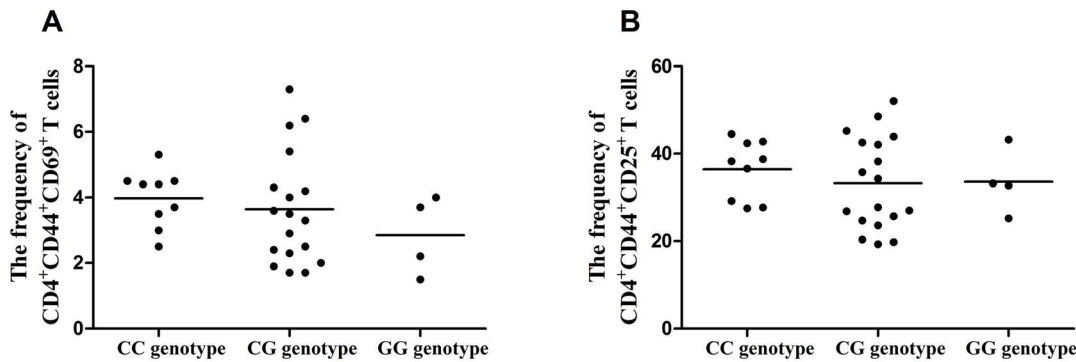 A
The frequency of
CD4⁺CD44⁺CD69⁺ T cells
8
6
4
2
0
CC genotype
CG genotype
GG genotype
B
The frequency of
CD4⁺CD44⁺CD25⁺ T cells
60
40
20
0
CC genotype
CG genotype
GG genotype